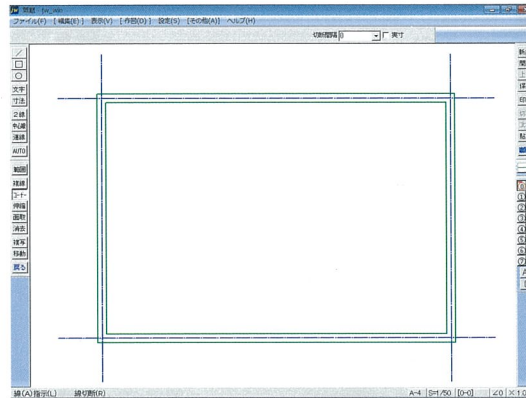 ファイル(F) [編集(E)] 表示(V) [作図(D)] 設定(S) [その他(A)] ヘルプ(H)
切断間隔 0 実寸
文字
寸法
2線
中心線
連線
AUTO
範囲
複線
コーナー
伸縮
面取
消去
複写
移動
戻る
線(A)指示(L) 線切断(R)
A-4 S=1/50 [0-0] ∠0 ×1.0